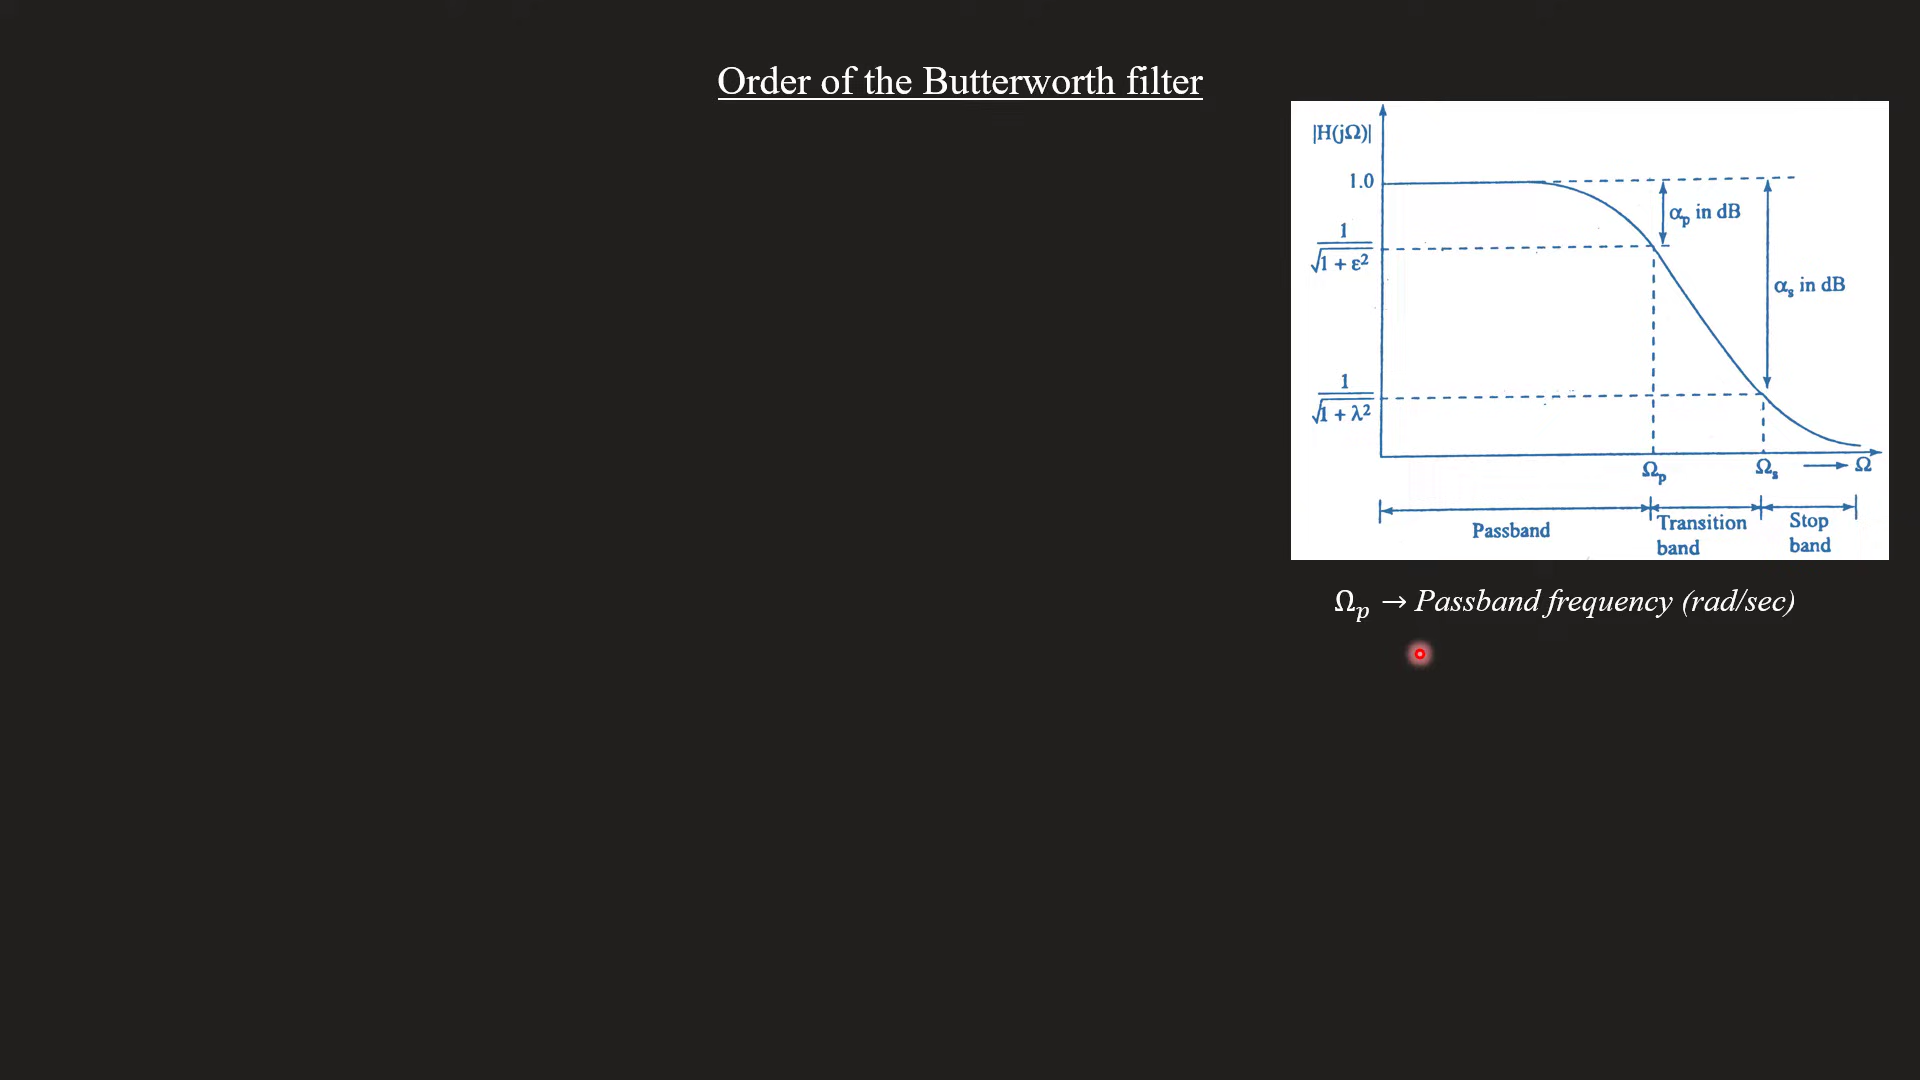 Order of the Butterworth filter
|H(jΩ)|
1.0
αₚ in dB
1
√1 + ε²
αₛ in dB
1
√1 + λ²
Ωₚ
Ωₛ
Ω
Passband
Transition
band
Stop
band
Ωₚ → Passband frequency (rad/sec)